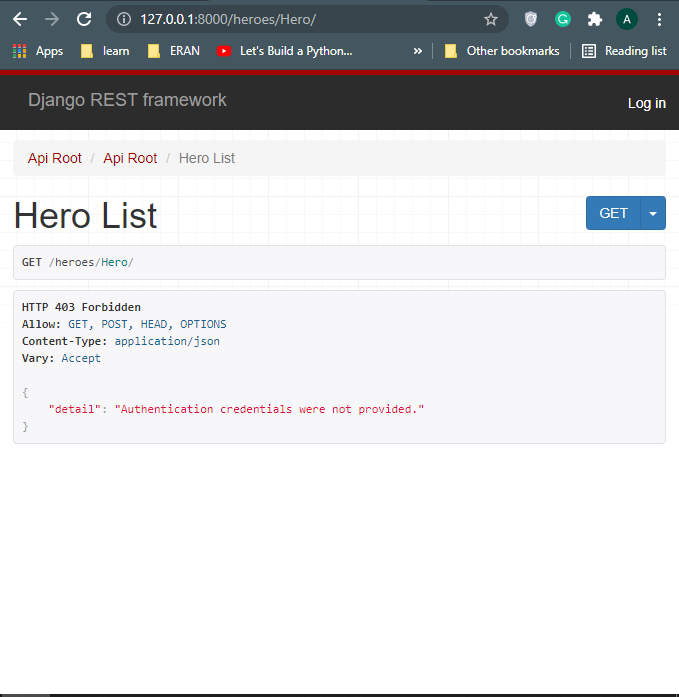 127.0.0.1:8000/heroes/Hero/
A
Apps learn ERAN Let's Build a Python... » Other bookmarks Reading list
Django REST framework
Log in
Api Root / Api Root / Hero List
Hero List
GET
GET /heroes/Hero/
HTTP 403 Forbidden
Allow: GET, POST, HEAD, OPTIONS
Content-Type: application/json
Vary: Accept
{
"detail": "Authentication credentials were not provided."
}